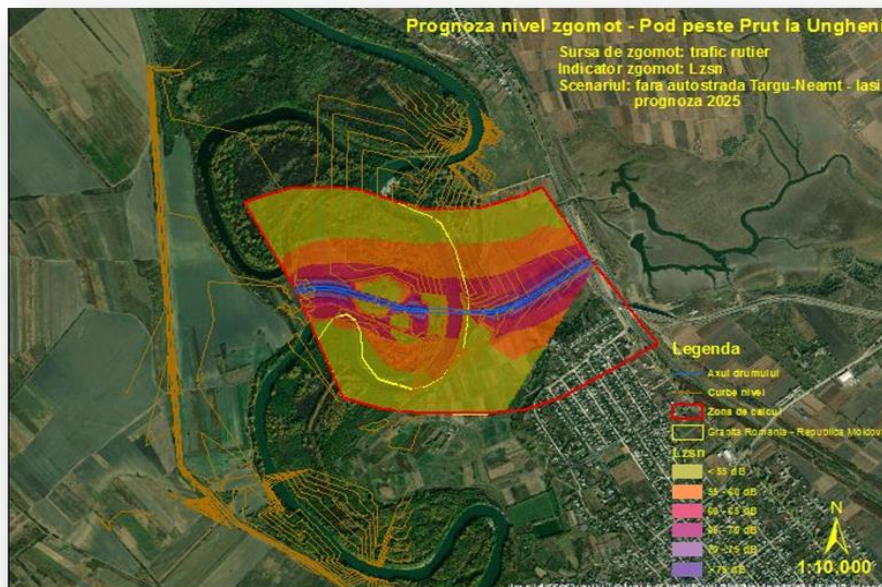 Prognoza nivel zgomot - Pod peste Prut la Ungheni
Sursa de zgomot: trafic rutier
Indicator zgomot: Lzsn
Scenariul: fara autostrada Targu-Neamt - Iasi
prognoza 2025
Legenda
Axul drumului
Curbe nivel
Zona de calcul
Granita Romania - Republica Moldov
Lzsn
< 55 dB
55 - 60 dB
60 - 65 dB
65 - 70 dB
70 - 75 dB
> 75 dB
N
1:10,000